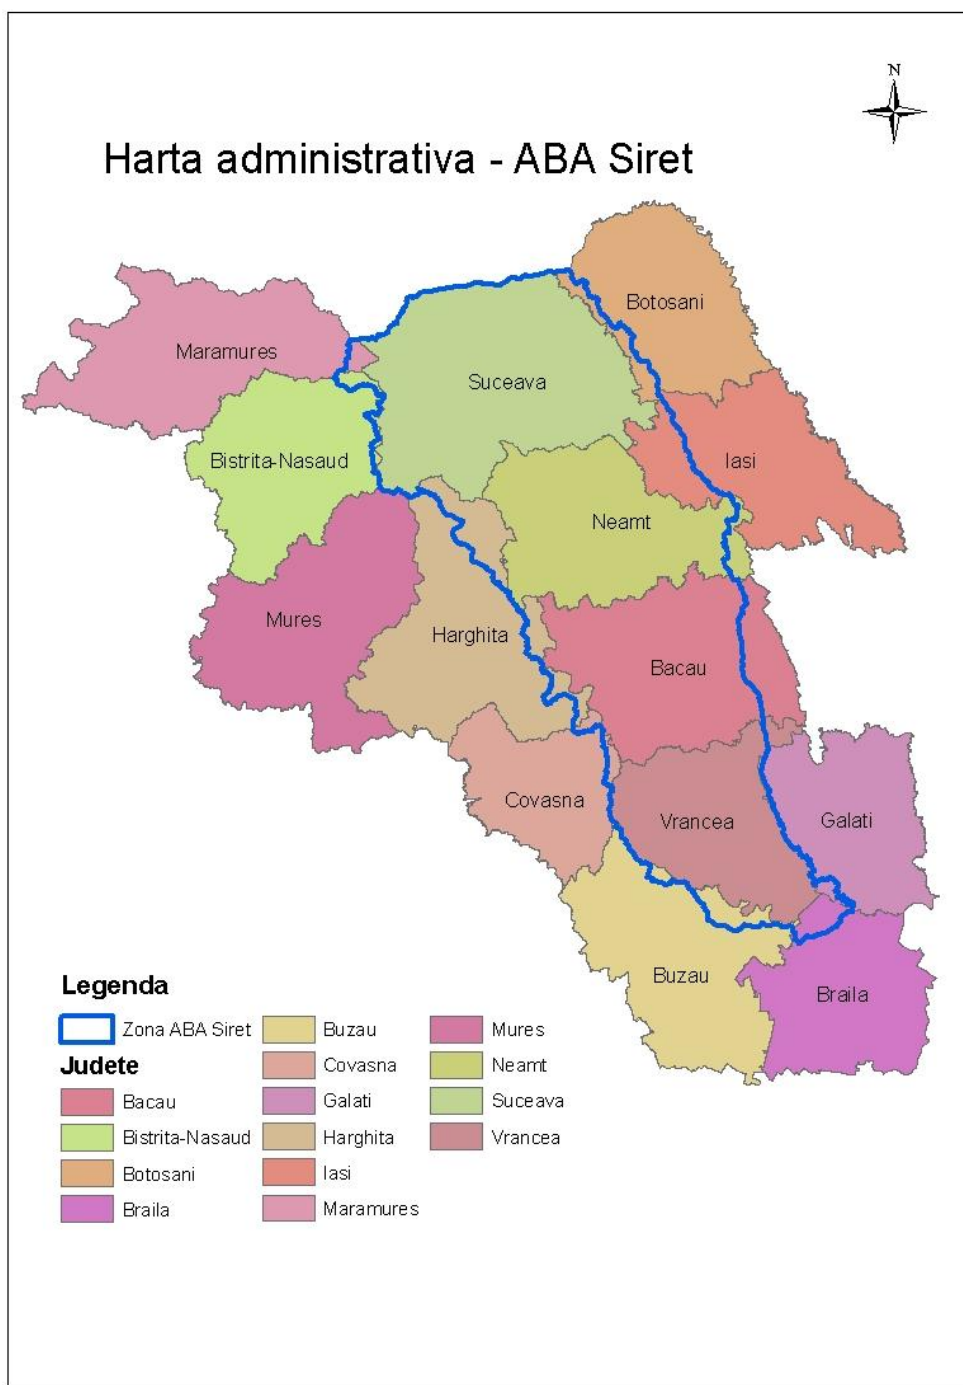 N
Harta administrativa - ABA Siret
Botosani
Maramures
Suceava
Bistrita-Nasaud
Iasi
Neamt
Mures
Harghita
Bacau
Covasna
Vrancea
Galati
Buzau
Braila
Legenda
Zona ABA Siret
Judete
Bacau
Bistrita-Nasaud
Botosani
Braila
Buzau
Covasna
Galati
Harghita
Iasi
Maramures
Mures
Neamt
Suceava
Vrancea